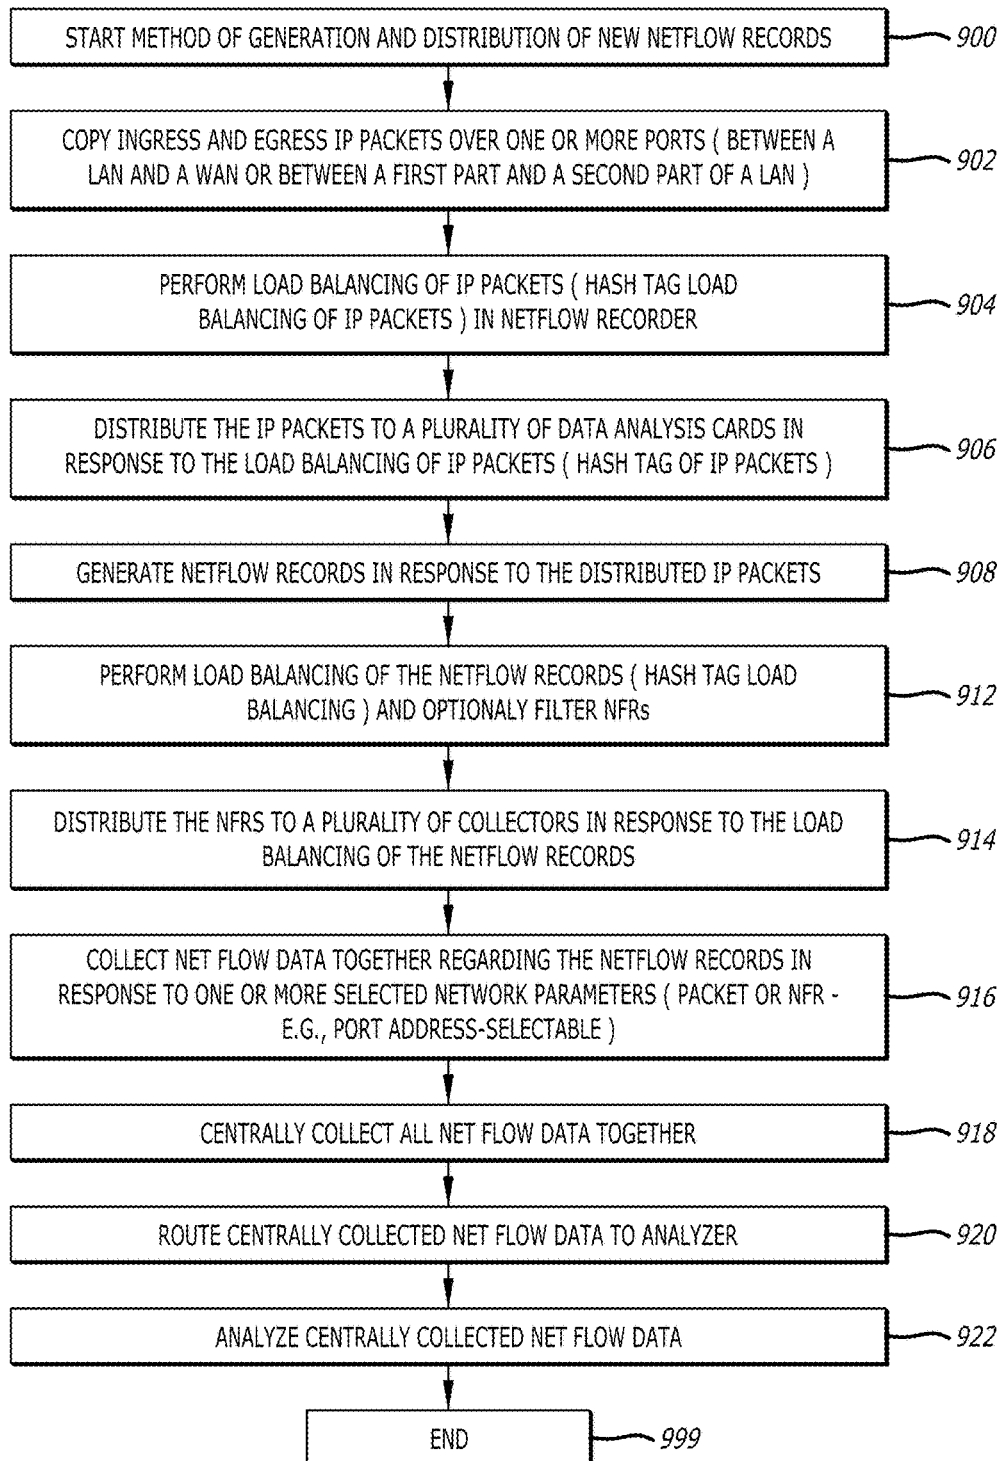 START METHOD OF GENERATION AND DISTRIBUTION OF NEW NETFLOW RECORDS
900
COPY INGRESS AND EGRESS IP PACKETS OVER ONE OR MORE PORTS ( BETWEEN A
LAN AND A WAN OR BETWEEN A FIRST PART AND A SECOND PART OF A LAN )
902
PERFORM LOAD BALANCING OF IP PACKETS ( HASH TAG LOAD
BALANCING OF IP PACKETS ) IN NETFLOW RECORDER
904
DISTRIBUTE THE IP PACKETS TO A PLURALITY OF DATA ANALYSIS CARDS IN
RESPONSE TO THE LOAD BALANCING OF IP PACKETS ( HASH TAG OF IP PACKETS )
906
GENERATE NETFLOW RECORDS IN RESPONSE TO THE DISTRIBUTED IP PACKETS
908
PERFORM LOAD BALANCING OF THE NETFLOW RECORDS ( HASH TAG LOAD
BALANCING ) AND OPTIONALY FILTER NFRs
912
DISTRIBUTE THE NFRS TO A PLURALITY OF COLLECTORS IN RESPONSE TO THE LOAD
BALANCING OF THE NETFLOW RECORDS
914
COLLECT NET FLOW DATA TOGETHER REGARDING THE NETFLOW RECORDS IN
RESPONSE TO ONE OR MORE SELECTED NETWORK PARAMETERS ( PACKET OR NFR -
E.G., PORT ADDRESS-SELECTABLE )
916
CENTRALLY COLLECT ALL NET FLOW DATA TOGETHER
918
ROUTE CENTRALLY COLLECTED NET FLOW DATA TO ANALYZER
920
ANALYZE CENTRALLY COLLECTED NET FLOW DATA
922
END
999